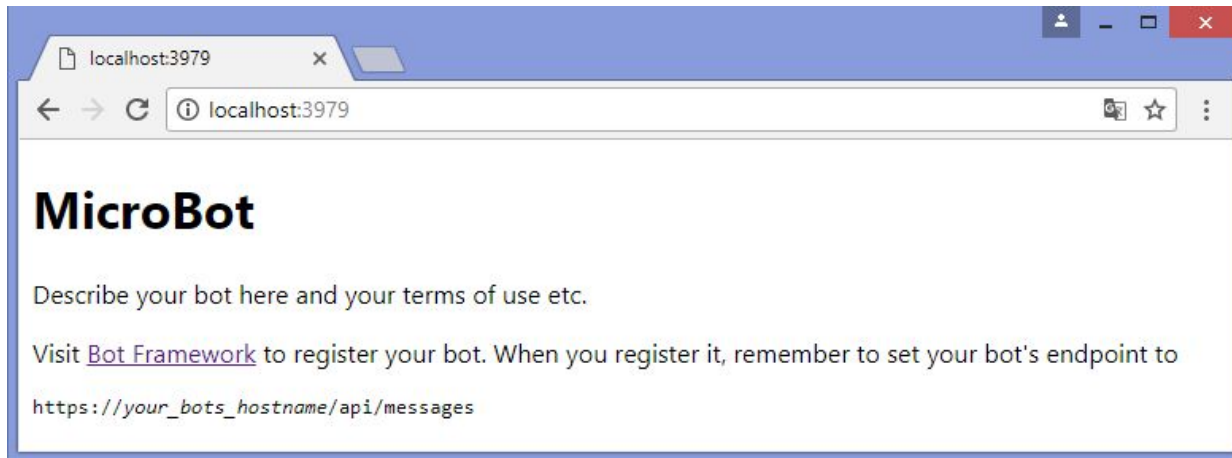 localhost:3979
localhost:3979
MicroBot
Describe your bot here and your terms of use etc.
Visit Bot Framework to register your bot. When you register it, remember to set your bot's endpoint to
https://your_bots_hostname/api/messages